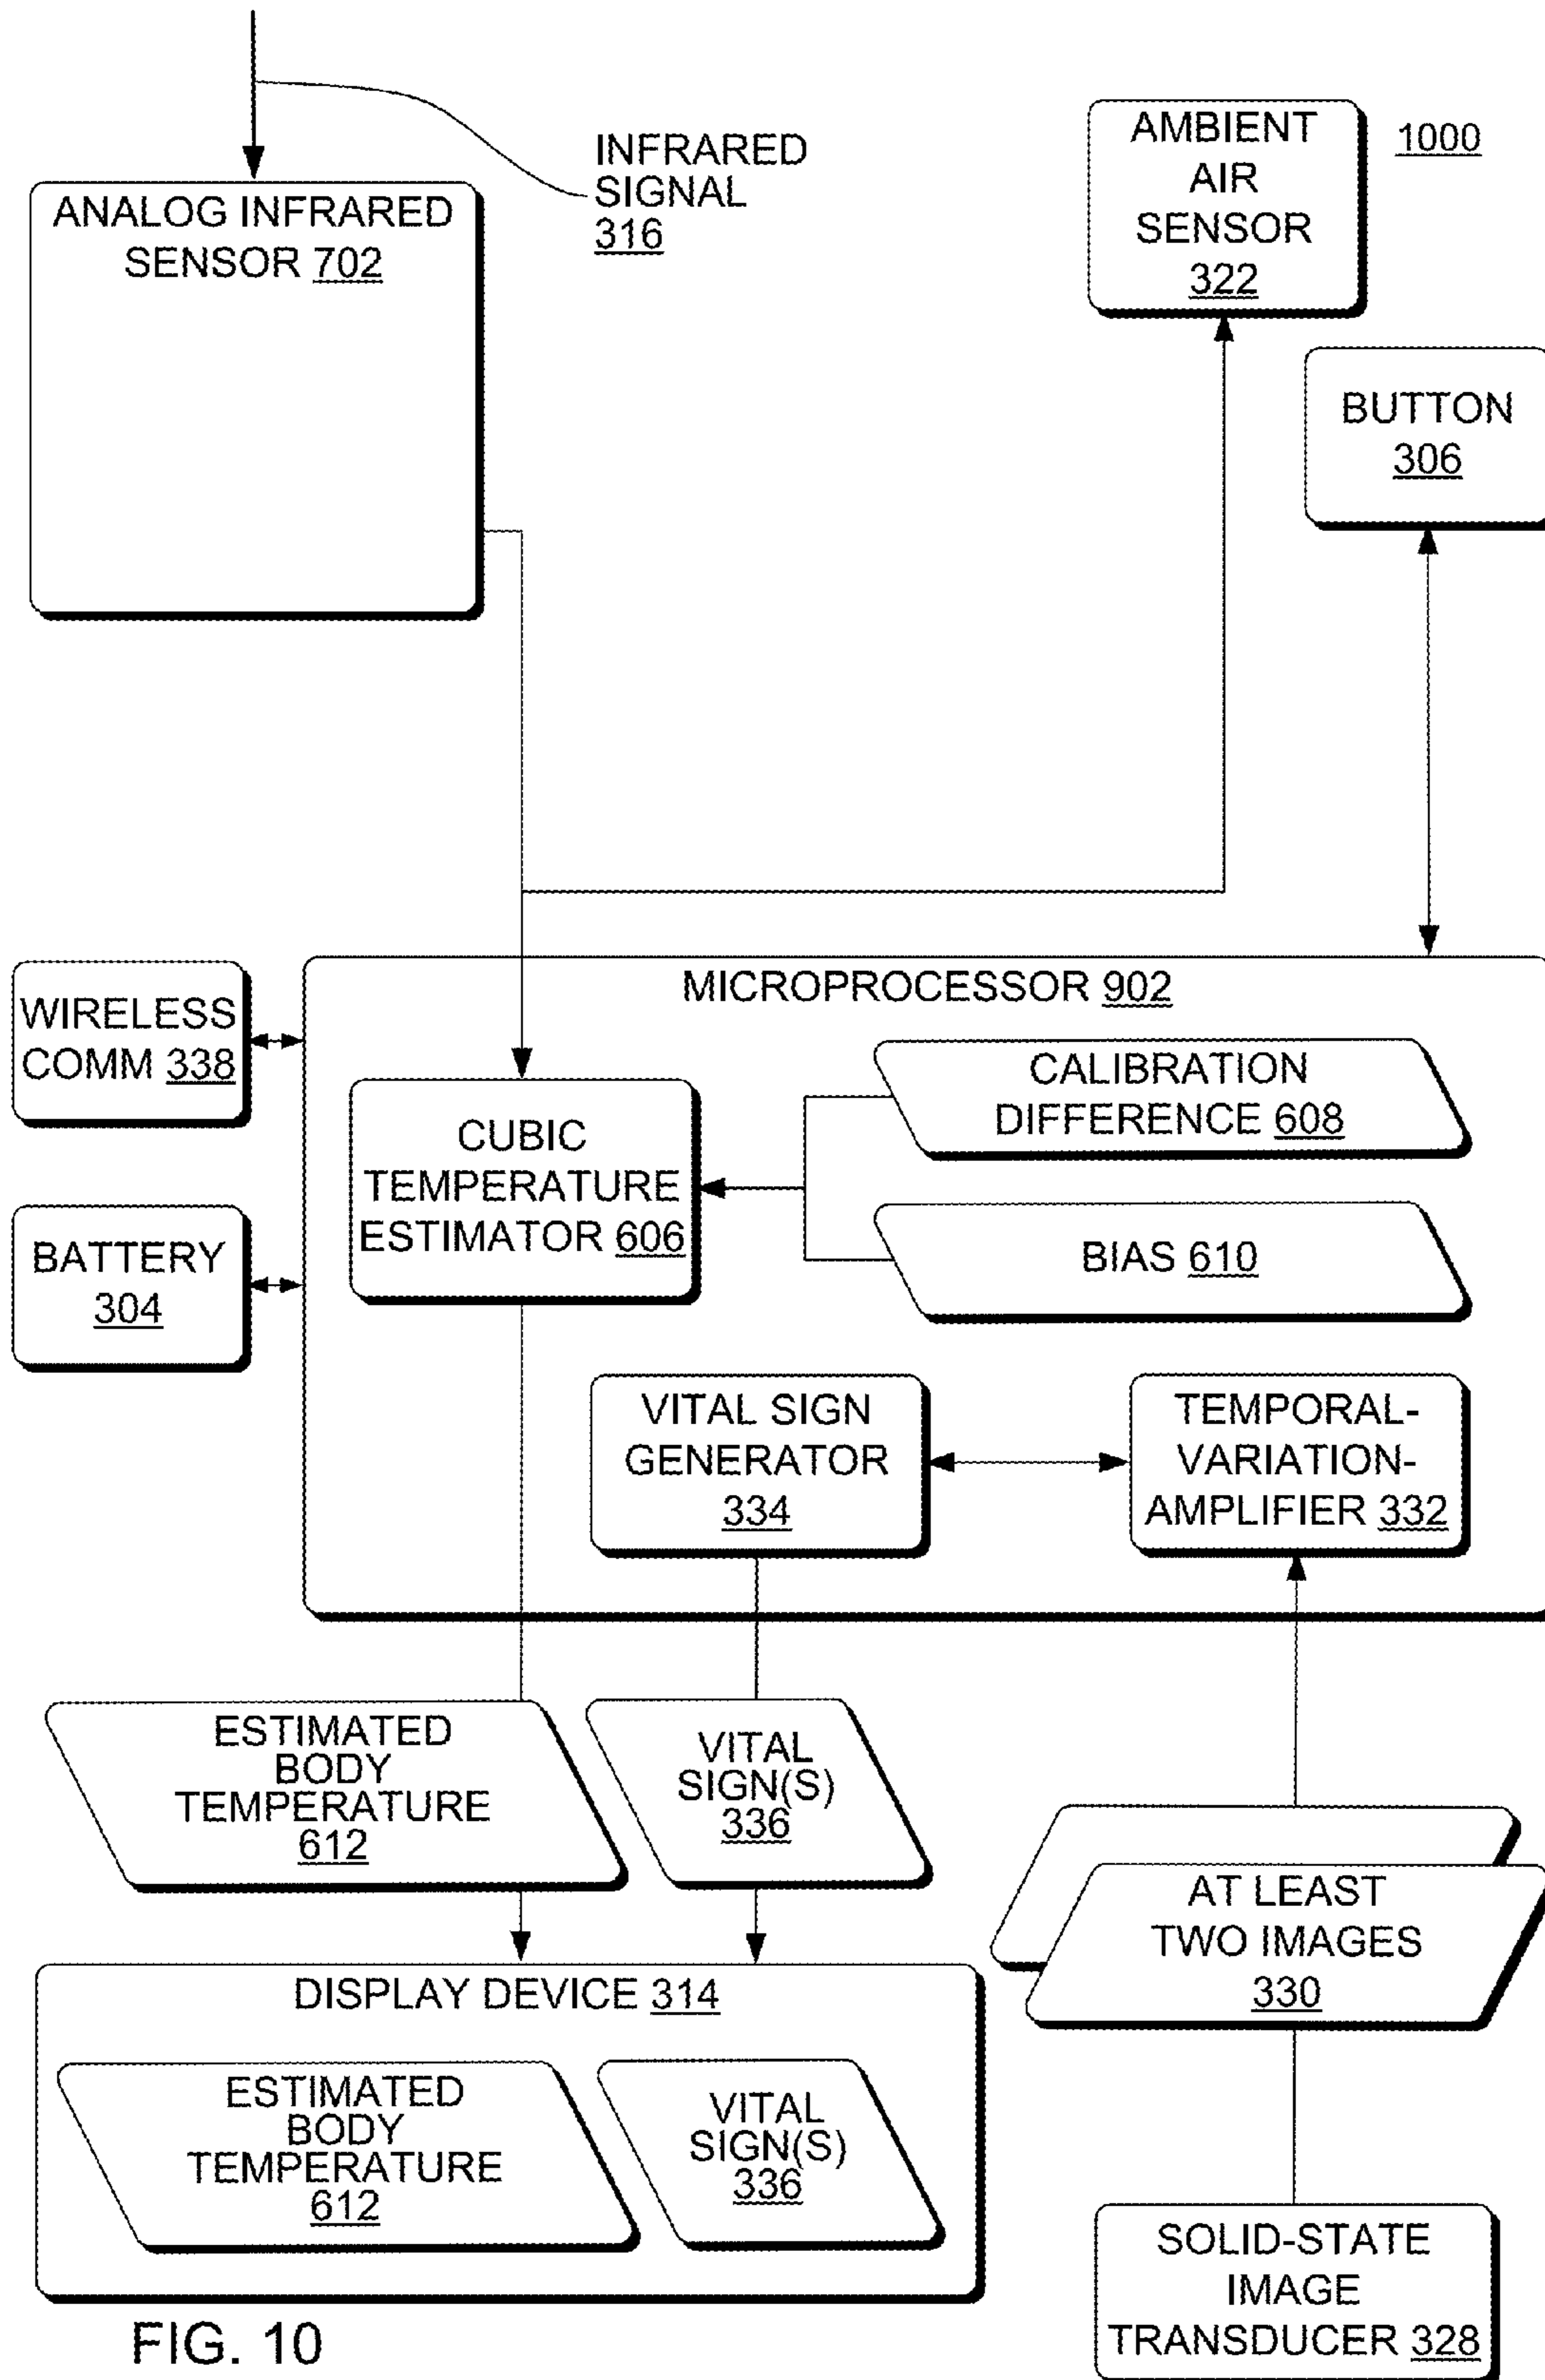 INFRARED
SIGNAL
316
ANALOG INFRARED
SENSOR 702
AMBIENT
AIR
SENSOR
322
1000
BUTTON
306
MICROPROCESSOR 902
WIRELESS
COMM 338
BATTERY
304
CUBIC
TEMPERATURE
ESTIMATOR 606
CALIBRATION
DIFFERENCE 608
BIAS 610
VITAL SIGN
GENERATOR
334
TEMPORAL-
VARIATION-
AMPLIFIER 332
ESTIMATED
BODY
TEMPERATURE
612
VITAL
SIGN(S)
336
AT LEAST
TWO IMAGES
330
DISPLAY DEVICE 314
ESTIMATED
BODY
TEMPERATURE
612
VITAL
SIGN(S)
336
SOLID-STATE
IMAGE
TRANSDUCER 328
FIG. 10